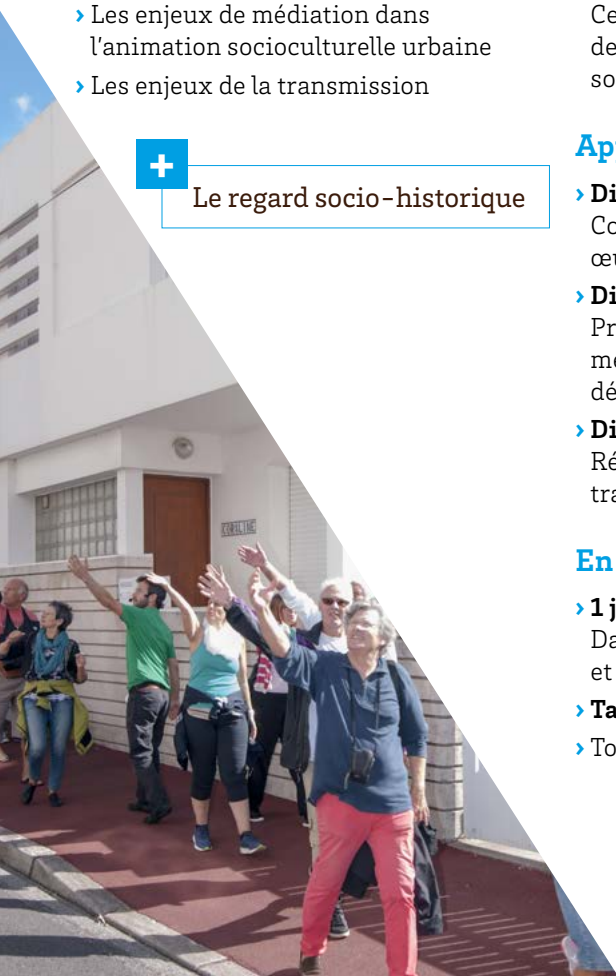 › Les enjeux de médiation dans
l'animation socioculturelle urbaine
› Les enjeux de la transmission
+
Le regard socio-historique
CORALINE
Ce
de
so
Ap
› Di
Co
œu
› Di
Pr
me
dé
› Di
Ré
tra
En
› 1 j
Da
et
› Ta
› To